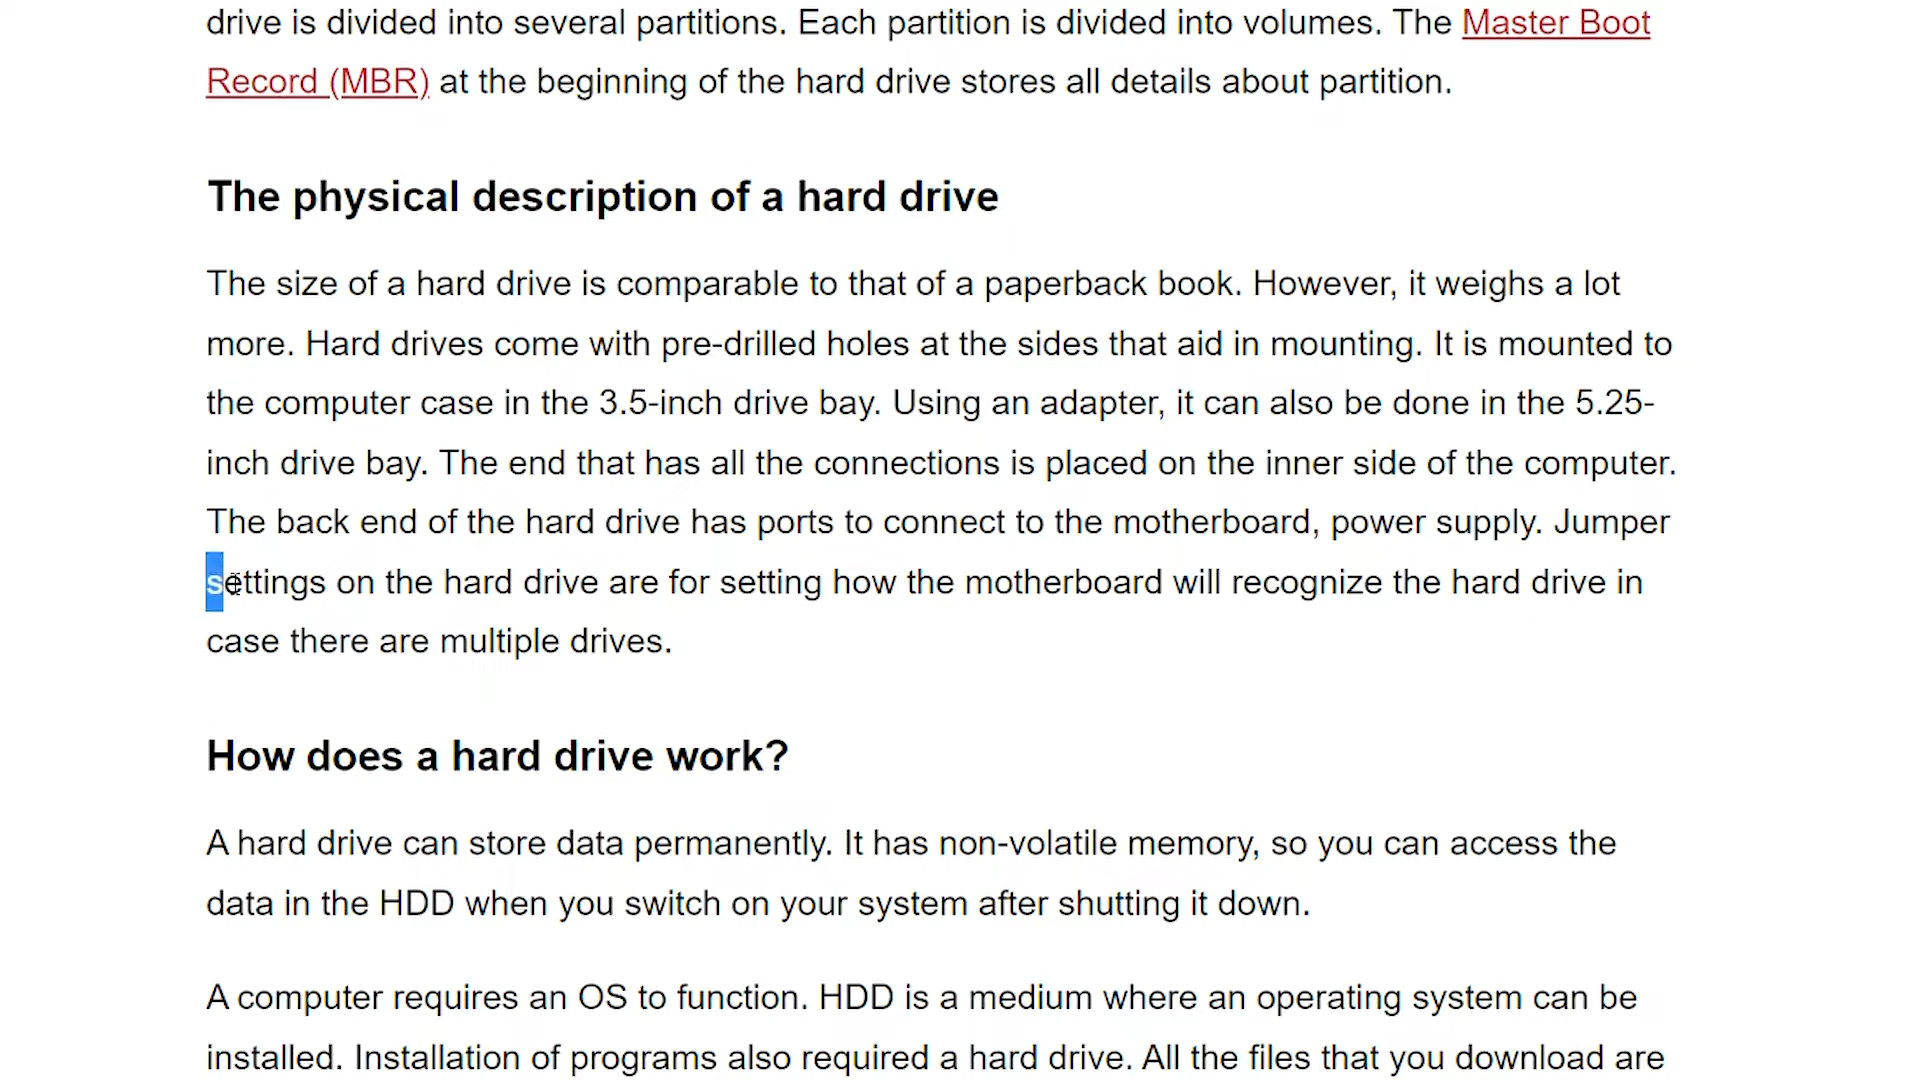 drive is divided into several partitions. Each partition is divided into volumes. The Master Boot
Record (MBR) at the beginning of the hard drive stores all details about partition.
The physical description of a hard drive
The size of a hard drive is comparable to that of a paperback book. However, it weighs a lot
more. Hard drives come with pre-drilled holes at the sides that aid in mounting. It is mounted to
the computer case in the 3.5-inch drive bay. Using an adapter, it can also be done in the 5.25-
inch drive bay. The end that has all the connections is placed on the inner side of the computer.
The back end of the hard drive has ports to connect to the motherboard, power supply. Jumper
settings on the hard drive are for setting how the motherboard will recognize the hard drive in
case there are multiple drives.
How does a hard drive work?
A hard drive can store data permanently. It has non-volatile memory, so you can access the
data in the HDD when you switch on your system after shutting it down.
A computer requires an OS to function. HDD is a medium where an operating system can be
installed. Installation of programs also required a hard drive. All the files that you download are